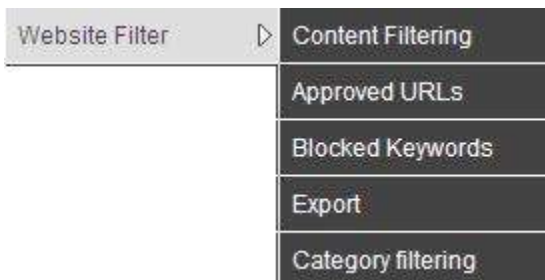 Website Filter
Content Filtering
Approved URLs
Blocked Keywords
Export
Category filtering